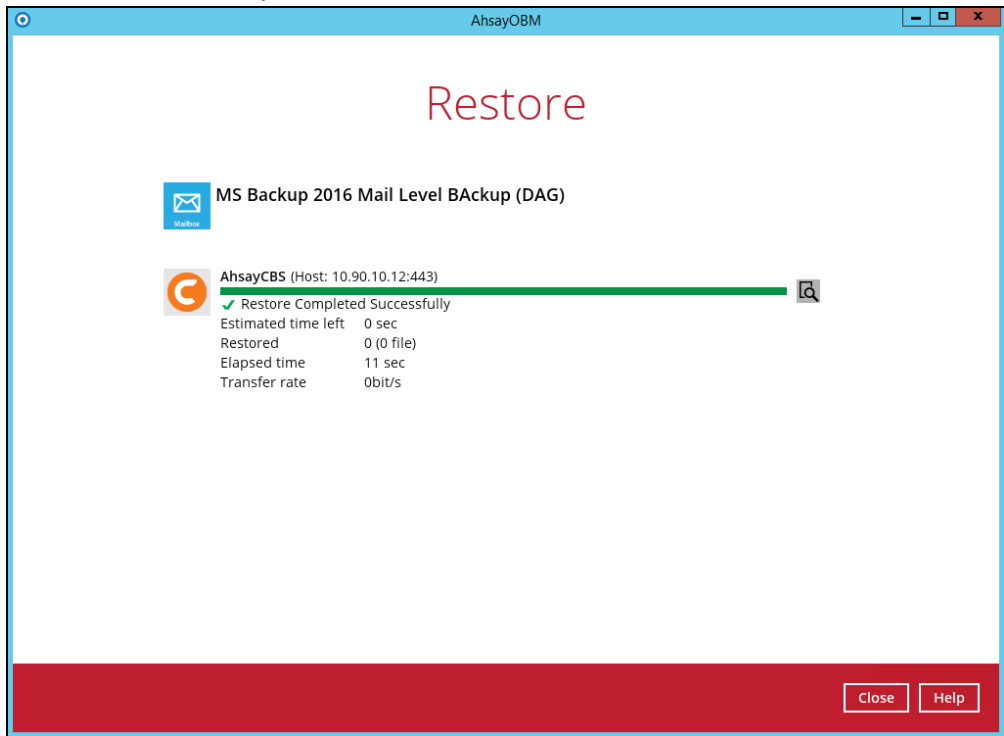 AhsayOBM
Restore
MS Backup 2016 Mail Level BAckup (DAG)
Mailbox
AhsayCBS (Host: 10.90.10.12:443)
Restore Completed Successfully
Estimated time left 0 sec
Restored 0 (0 file)
Elapsed time 11 sec
Transfer rate 0bit/s
Close Help